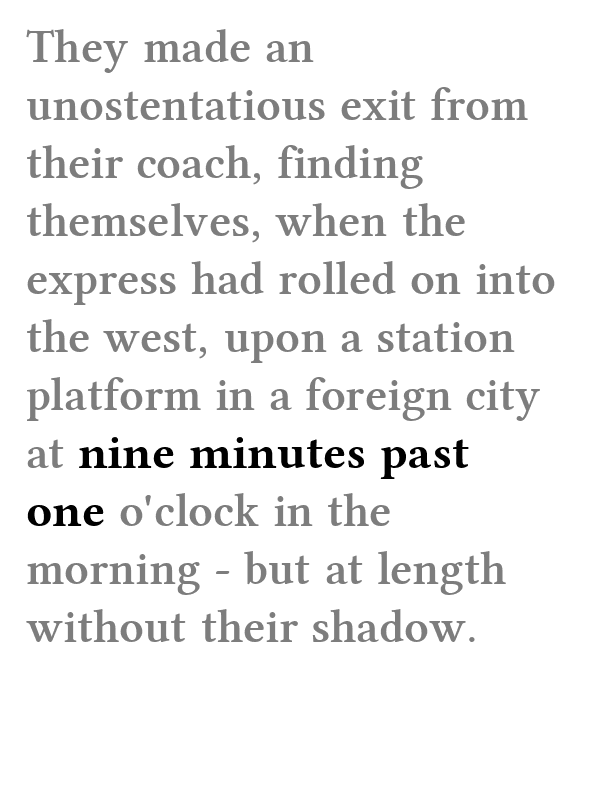 They made an
unostentatious exit from
their coach, finding
themselves, when the
express had rolled on into
the west, upon a station
platform in a foreign city
at nine minutes past
one o'clock in the
morning - but at length
without their shadow.